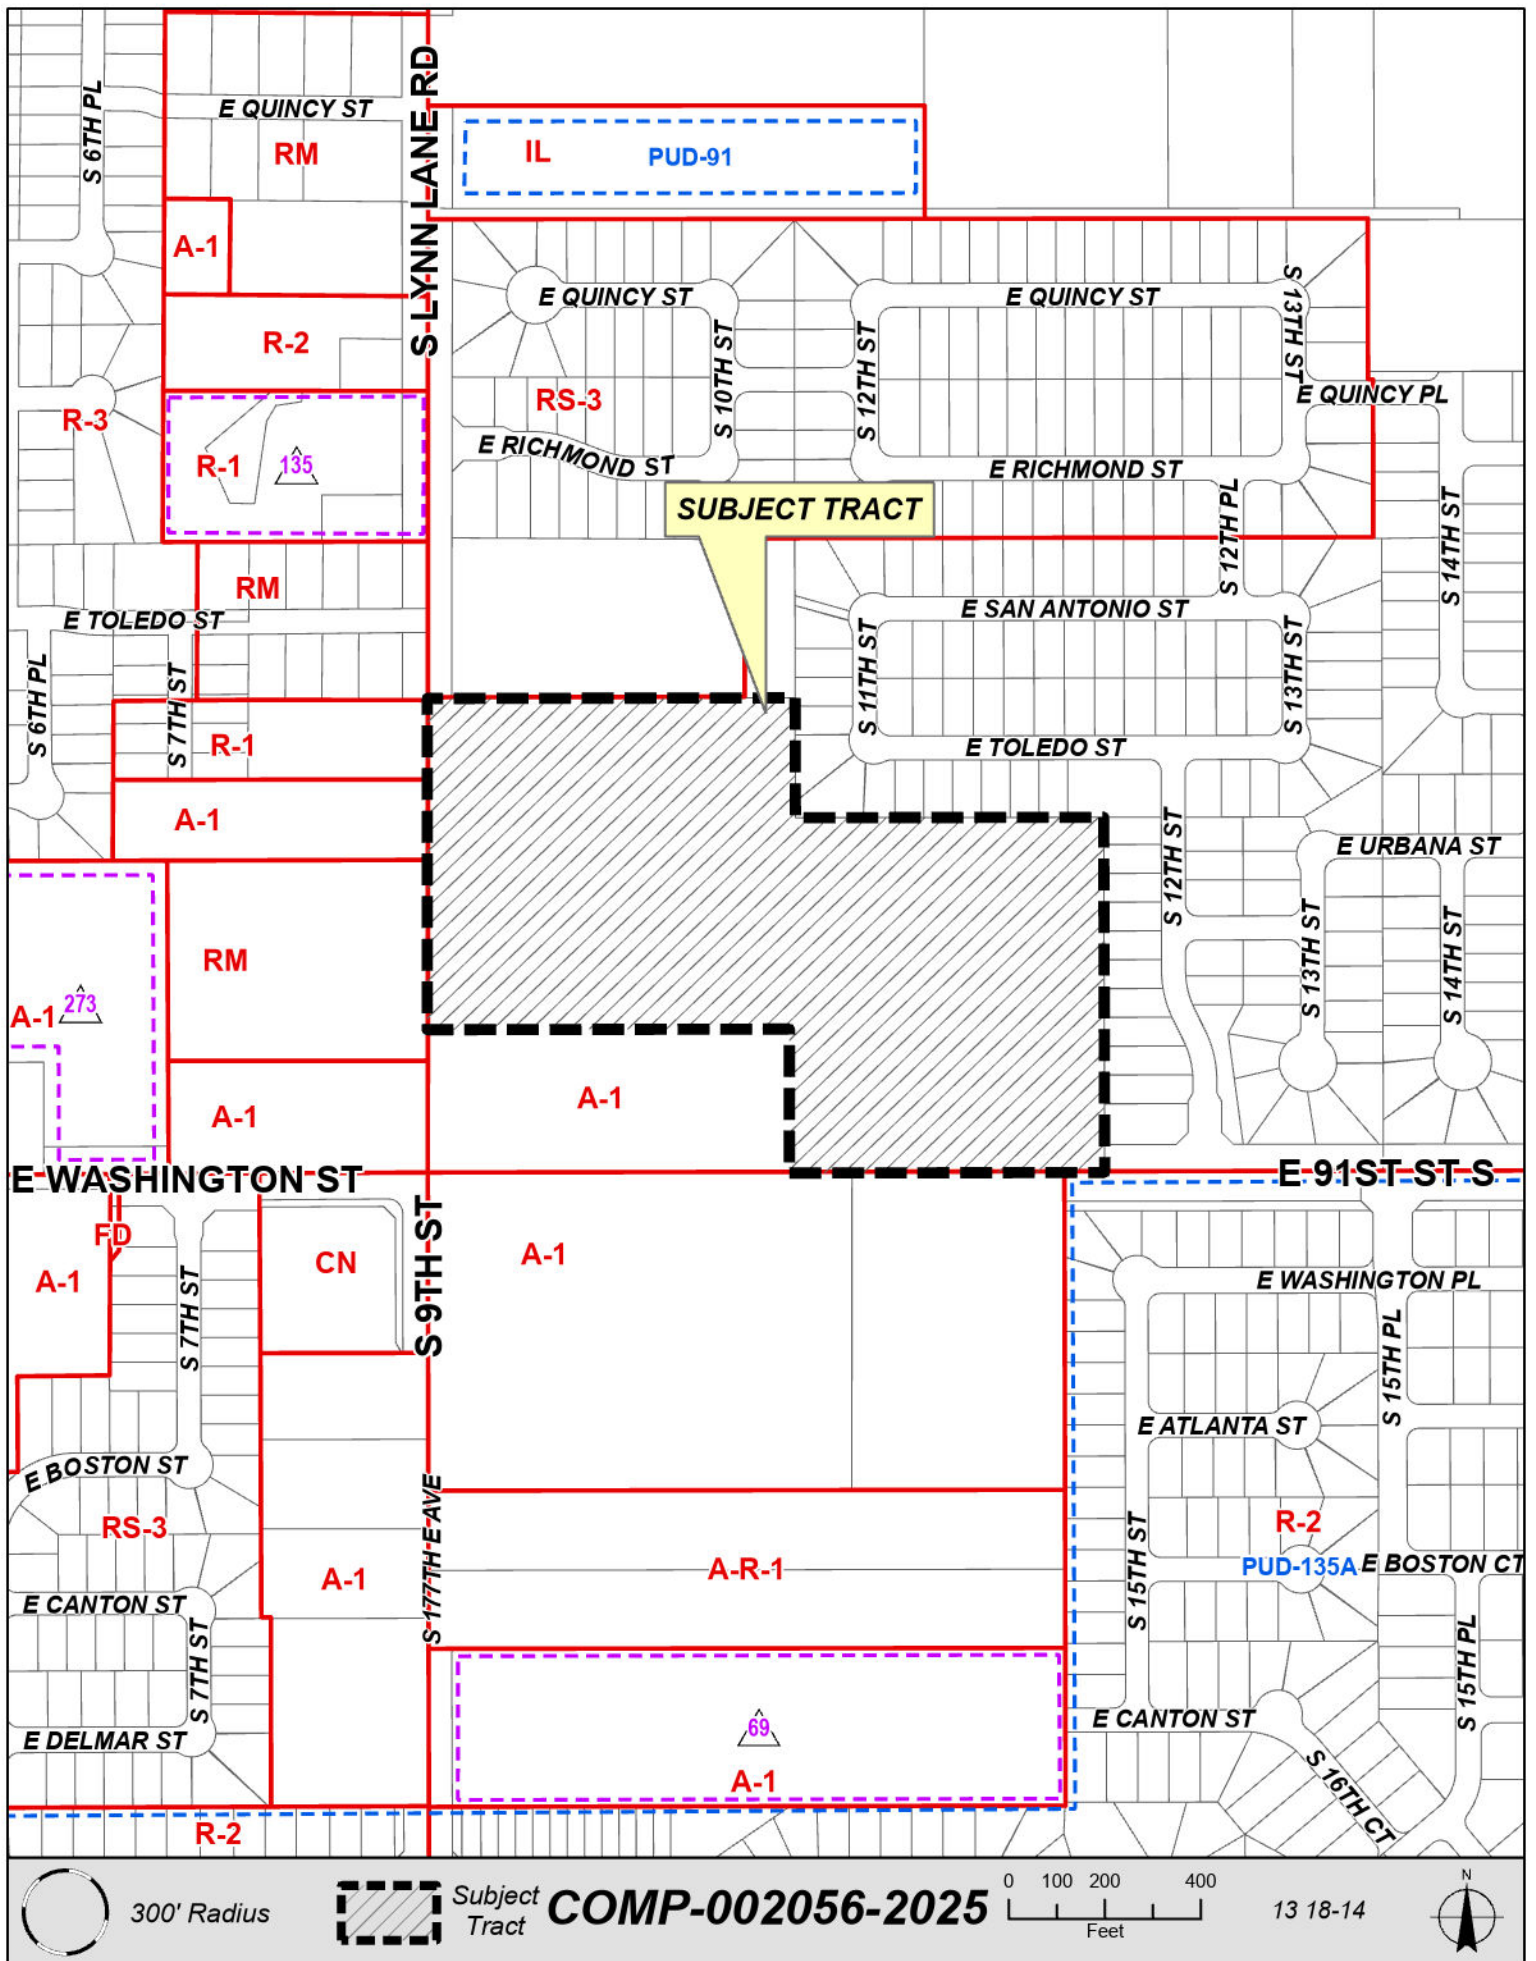 S 6TH PL
E QUINCY ST
RM
S LYNN LANE RD
IL
PUD-91
A-1
E QUINCY ST
E QUINCY ST
S 13TH ST
R-2
S 10TH ST
S 12TH ST
RS-3
E QUINCY PL
R-3
E RICHMOND ST
E RICHMOND ST
R-1
135
SUBJECT TRACT
S 12TH PL
S 14TH ST
RM
E SAN ANTONIO ST
E TOLEDO ST
S 11TH ST
S 13TH ST
S 6TH PL
S 7TH ST
R-1
E TOLEDO ST
A-1
S 12TH ST
E URBANA ST
RM
S 13TH ST
S 14TH ST
273
A-1
A-1
A-1
E WASHINGTON ST
E 91ST ST S
FD
A-1
S 7TH ST
CN
S 9TH ST
A-1
E WASHINGTON PL
S 15TH PL
E ATLANTA ST
E BOSTON ST
RS-3
S 177TH E AVE
R-2
S 15TH ST
A-1
A-R-1
PUD-135A
E BOSTON CT
E CANTON ST
S 7TH ST
S 15TH PL
E DELMAR ST
69
A-1
E CANTON ST
S 16TH CT
R-2
300' Radius
Subject
Tract
COMP-002056-2025
0 100 200 400
Feet
13 18-14
N